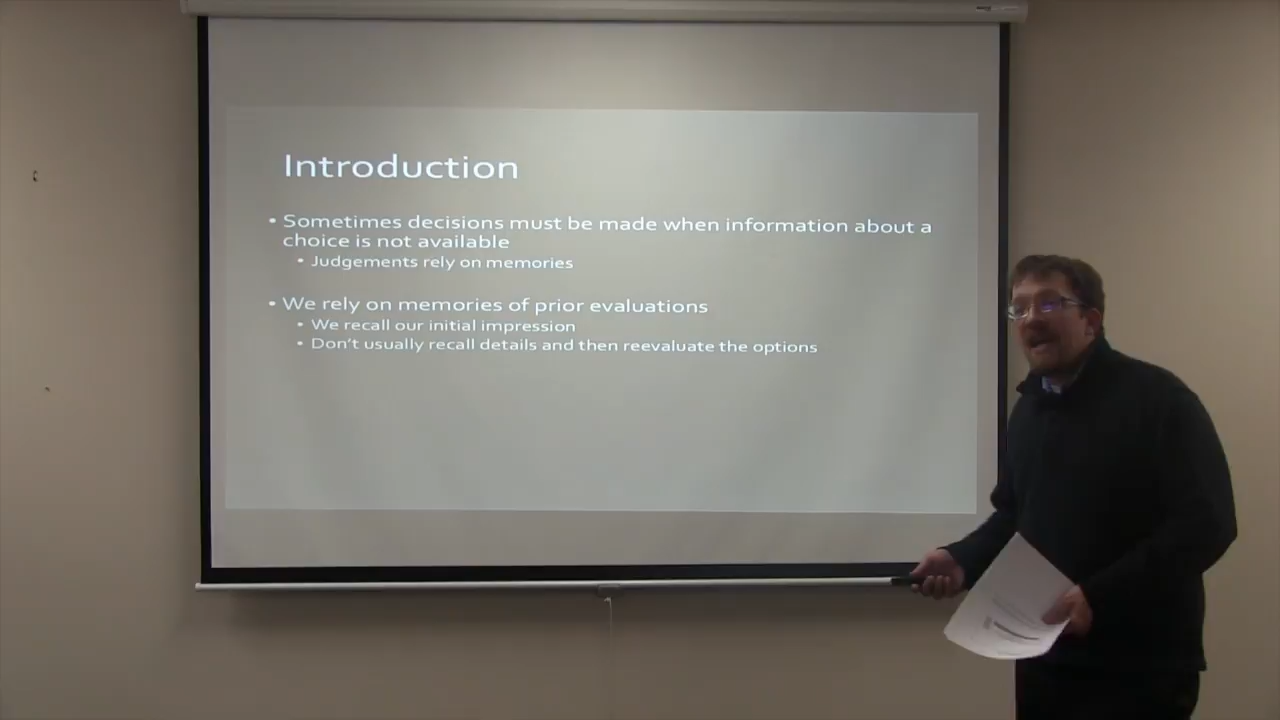 Introduction
• Sometimes decisions must be made when information about a
choice is not available
• Judgements rely on memories
• We rely on memories of prior evaluations
• We recall our initial impression
• Don't usually recall details and then reevaluate the options